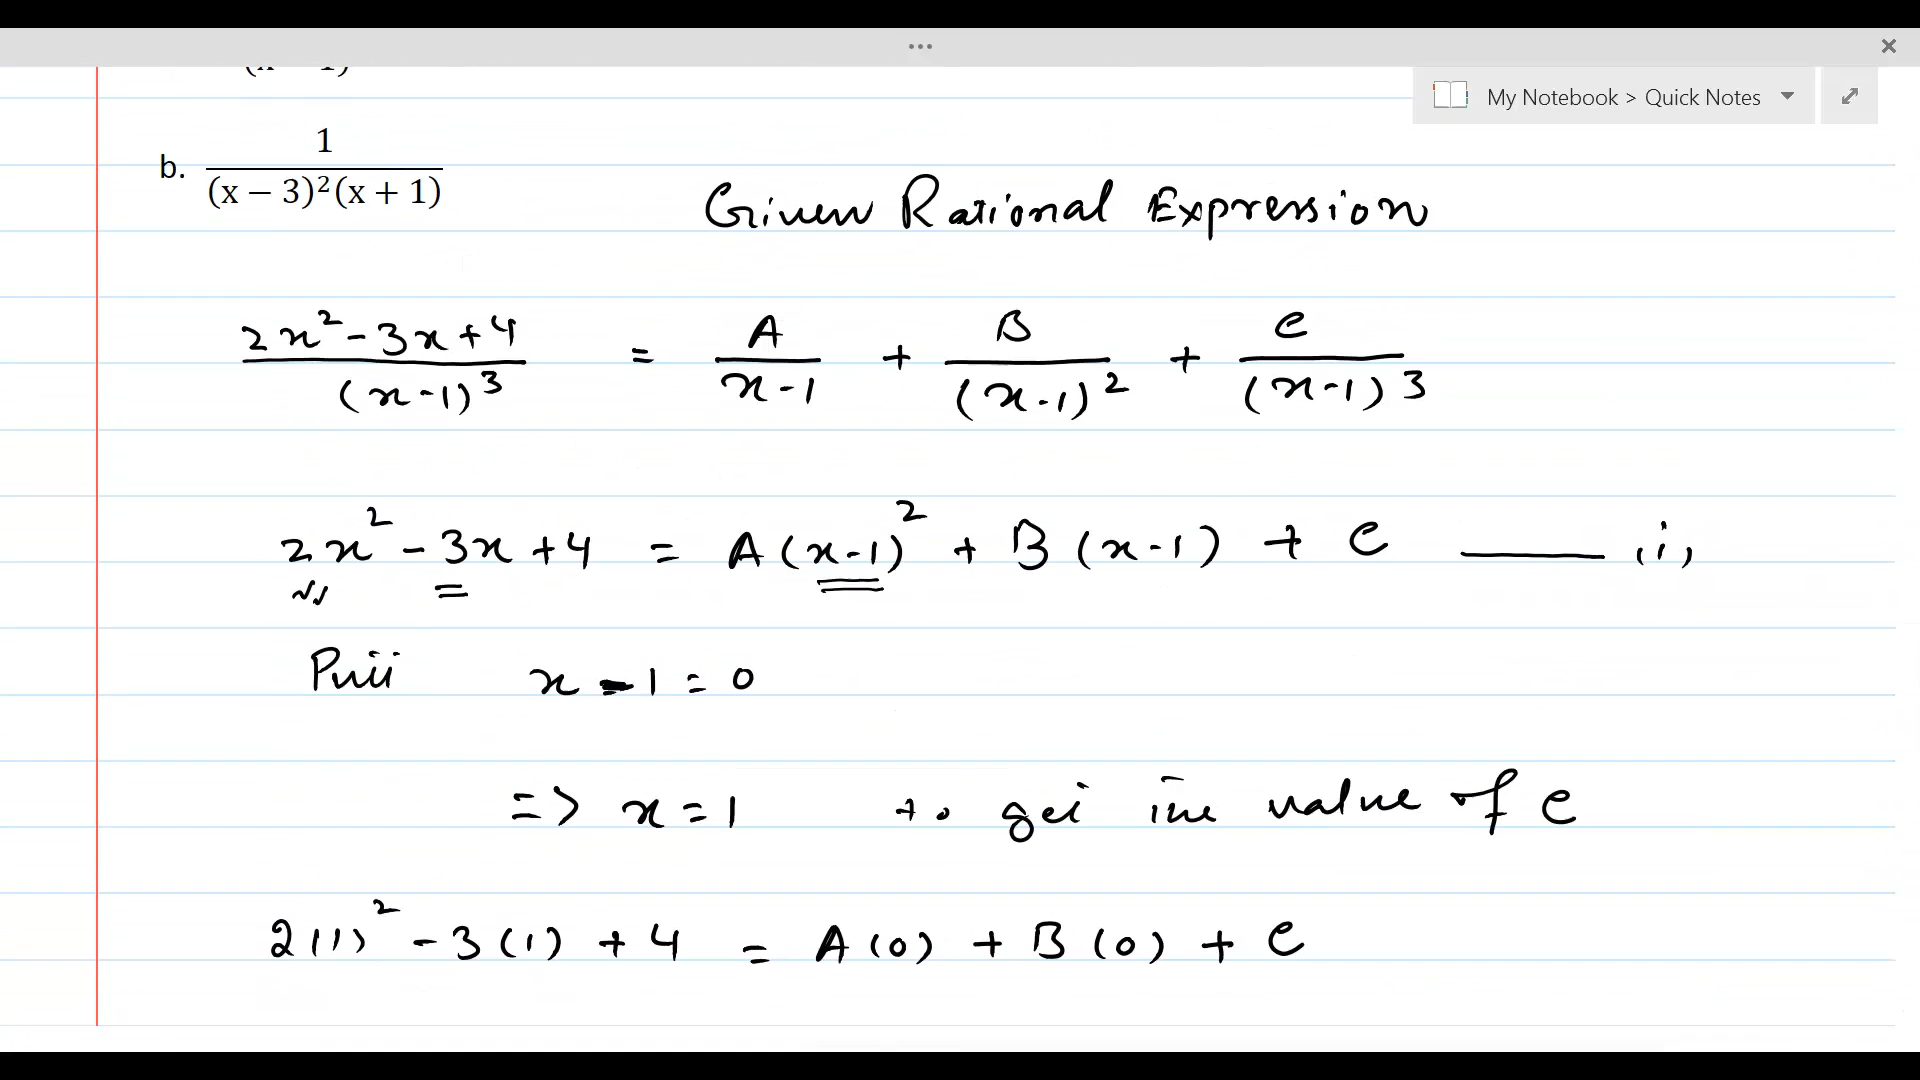 My Notebook > Quick Notes
b. 1 / (x − 3)²(x + 1)
Given Rational Expression
2x² - 3x + 4 / (x-1)³ = A / x-1 + B / (x-1)² + C / (x-1)³
2x² - 3x + 4 = A(x-1)² + B(x-1) + C —— (i)
Put x - 1 = 0
=> x = 1 to get the value of C
2(1)² - 3(1) + 4 = A(0) + B(0) + C